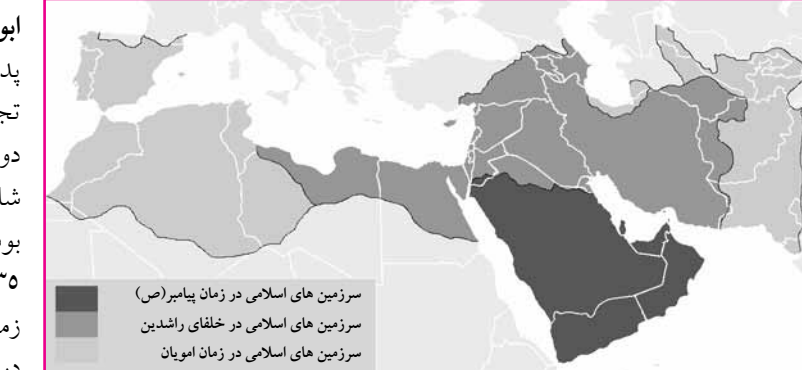 سرزمین های اسلامی در زمان پیامبر(ص)
سرزمین های اسلامی در خلفای راشدین
سرزمین های اسلامی در زمان امویان
ابو
پد
تج
دو
شا
بو
۳۵
زم